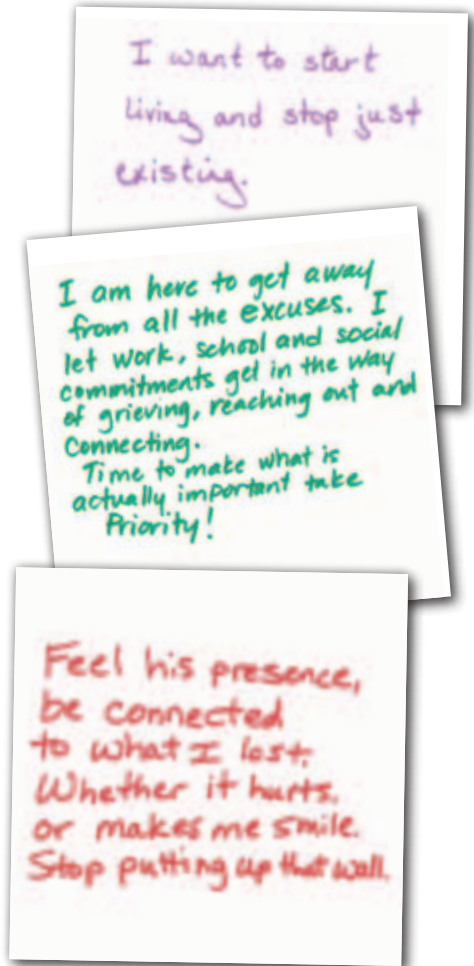 I want to start
living and stop just
existing.
I am here to get away
from all the excuses. I
let work, school and social
commitments get in the way
of grieving, reaching out and
connecting.
Time to make what is
actually important take
Priority!
Feel his presence,
be connected
to what I lost.
Whether it hurts.
or makes me smile.
Stop putting up that wall.